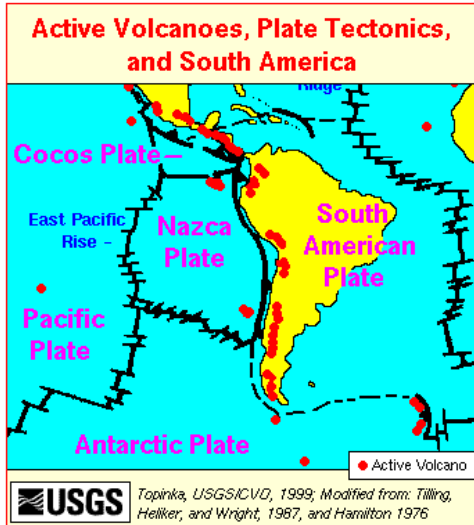 Active Volcanoes, Plate Tectonics,
and South America
Ridge
Cocos Plate
East Pacific
Rise
Nazca
Plate
South
American
Plate
Pacific
Plate
Antarctic Plate
Active Volcano
USGS
Topinka, USGS/CVO, 1999; Modified from: Tilling,
Heliker, and Wright, 1987, and Hamilton 1976